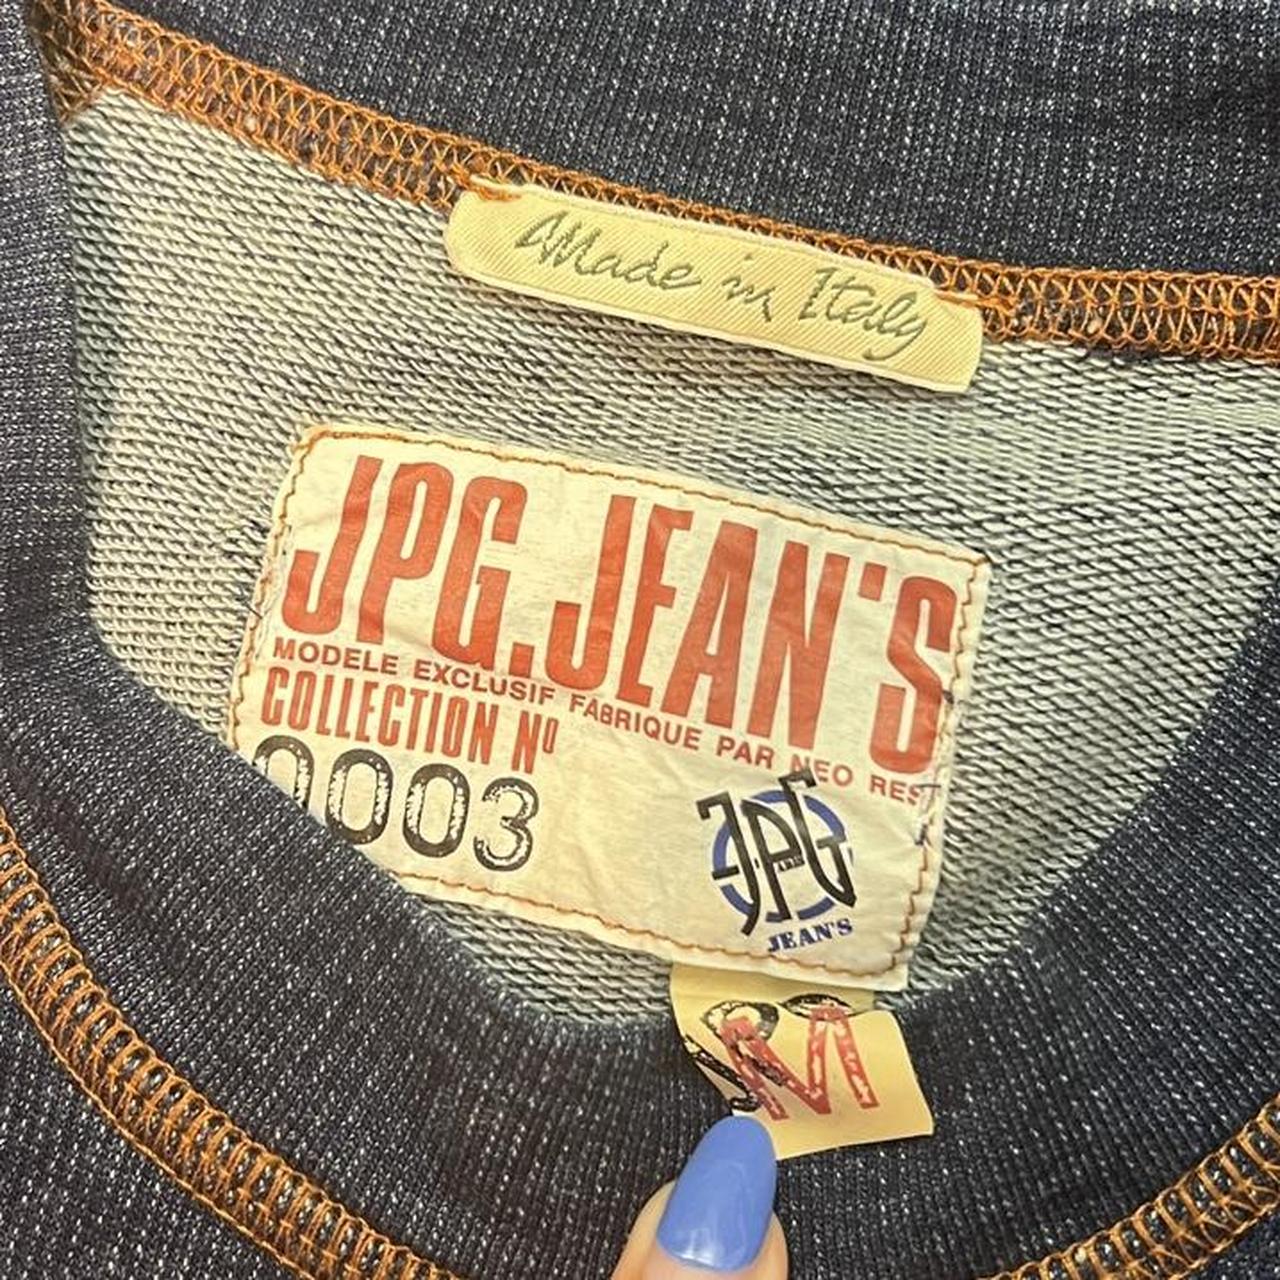 Made in Italy
JPG.JEAN'S
MODELE EXCLUSIF FABRIQUE PAR NEO REST
COLLECTION Nº
0003
JPG
JEAN'S
M